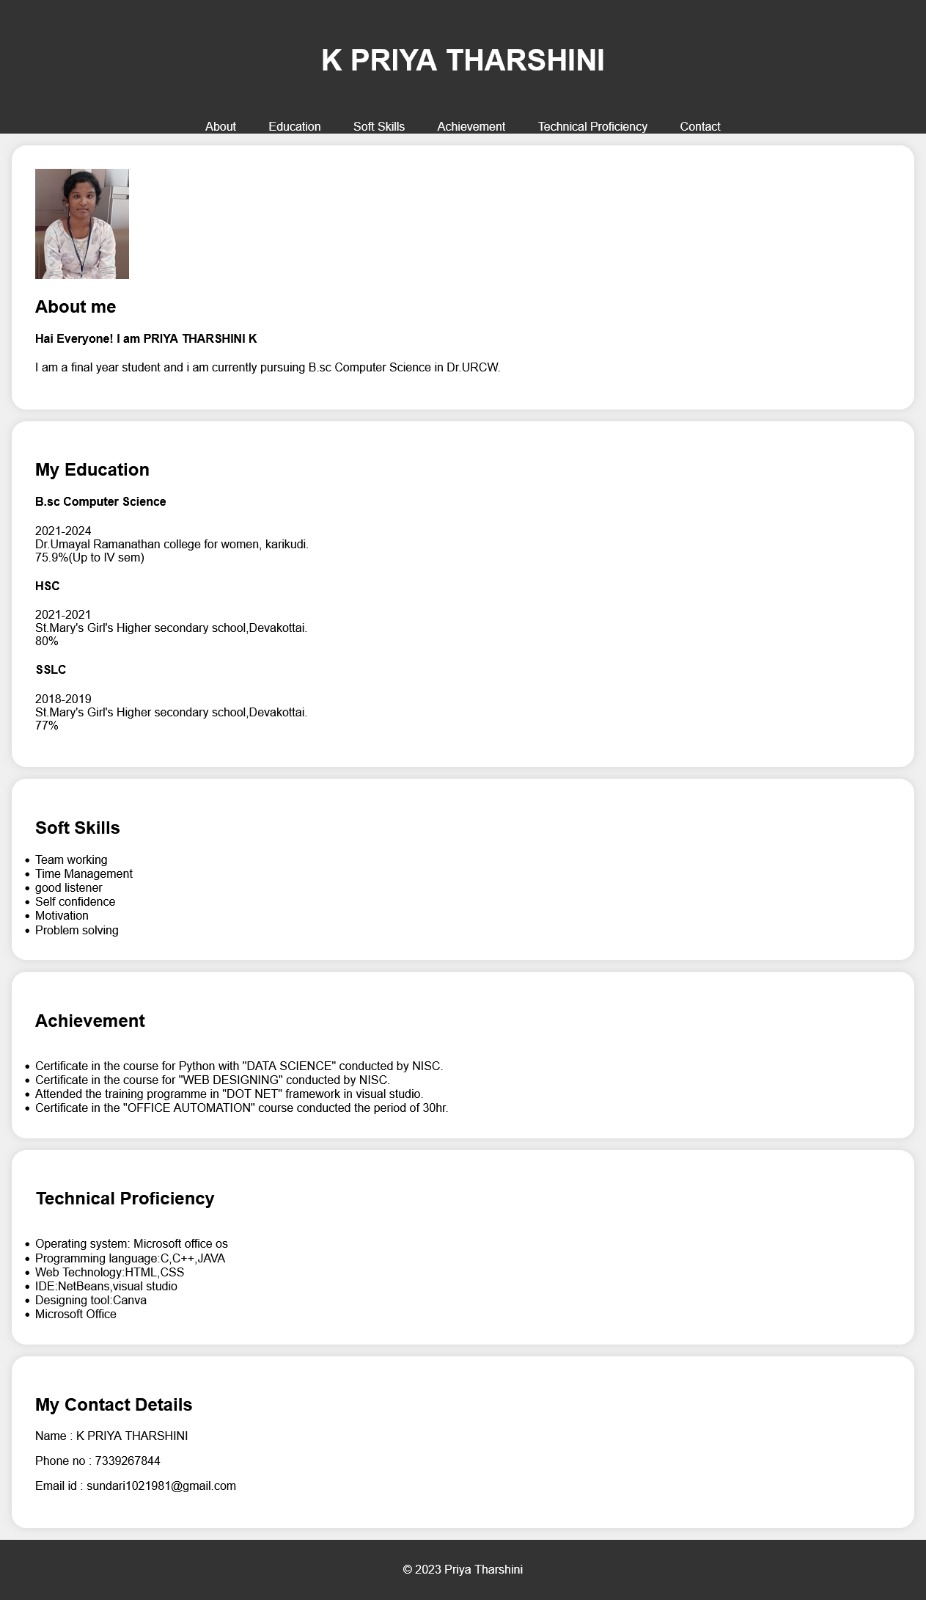 K PRIYA THARSHINI
About Education Soft Skills Achievement Technical Proficiency Contact
About me
Hai Everyone! I am PRIYA THARSHINI K
I am a final year student and i am currently pursuing B.sc Computer Science in Dr.URCW.
My Education
B.sc Computer Science
2021-2024
Dr.Umayal Ramanathan college for women, karikudi.
75.9%(Up to IV sem)
HSC
2021-2021
St.Mary's Girl's Higher secondary school,Devakottai.
80%
SSLC
2018-2019
St.Mary's Girl's Higher secondary school,Devakottai.
77%
Soft Skills
• Team working
• Time Management
• good listener
• Self confidence
• Motivation
• Problem solving
Achievement
• Certificate in the course for Python with "DATA SCIENCE" conducted by NISC.
• Certificate in the course for "WEB DESIGNING" conducted by NISC.
• Attended the training programme in "DOT NET" framework in visual studio.
• Certificate in the "OFFICE AUTOMATION" course conducted the period of 30hr.
Technical Proficiency
• Operating system: Microsoft office os
• Programming language:C,C++,JAVA
• Web Technology:HTML,CSS
• IDE:NetBeans,visual studio
• Designing tool:Canva
• Microsoft Office
My Contact Details
Name : K PRIYA THARSHINI
Phone no : 7339267844
Email id : sundari1021981@gmail.com
© 2023 Priya Tharshini